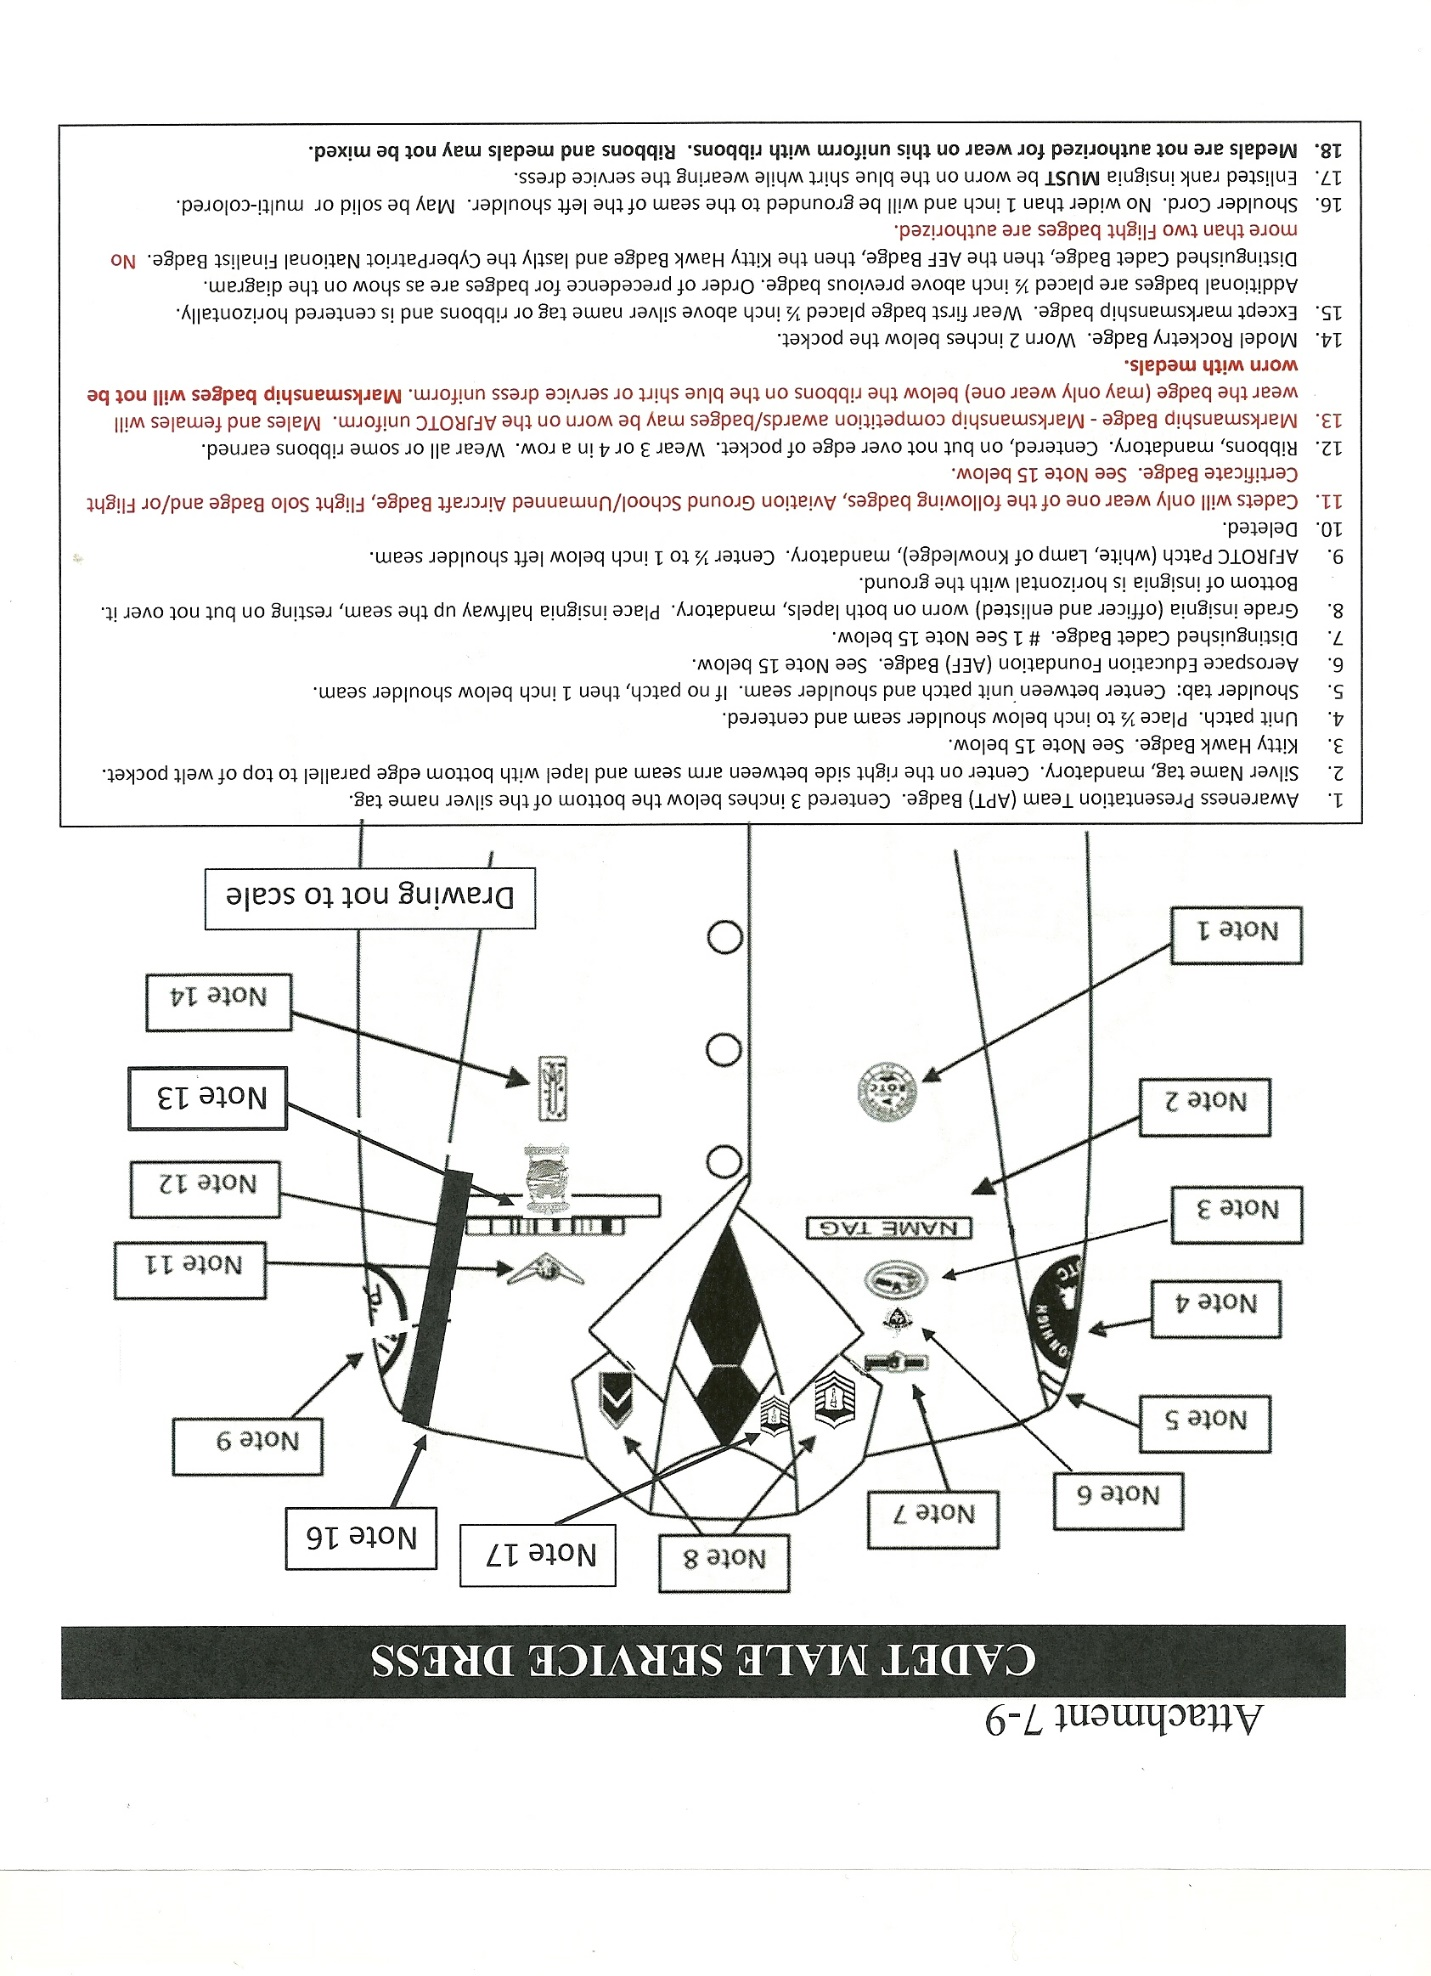 Attachment 7-9
CADET MALE SERVICE DRESS
Note 8
Note 17
Note 16
Note 7
Note 6
Note 9
Note 5
Note 4
ON HIGH
TC
Note 11
Note 3
NAME TAG
Note 12
Note 2
Note 13
ROTC
Note 14
Note 1
Drawing not to scale
1. Awareness Presentation Team (APT) Badge. Centered 3 inches below the bottom of the silver name tag.
2. Silver Name tag, mandatory. Center on the right side between arm seam and lapel with bottom edge parallel to top of welt pocket.
3. Kitty Hawk Badge. See Note 15 below.
4. Unit patch. Place ½ to inch below shoulder seam and centered.
5. Shoulder tab: Center between unit patch and shoulder seam. If no patch, then 1 inch below shoulder seam.
6. Aerospace Education Foundation (AEF) Badge. See Note 15 below.
7. Distinguished Cadet Badge. # 1 See Note 15 below.
8. Grade insignia (officer and enlisted) worn on both lapels, mandatory. Place insignia halfway up the seam, resting on but not over it.
Bottom of insignia is horizontal with the ground.
9. AFJROTC Patch (white, Lamp of Knowledge), mandatory. Center ½ to 1 inch below left shoulder seam.
10. Deleted.
11. Cadets will only wear one of the following badges, Aviation Ground School/Unmanned Aircraft Badge, Flight Solo Badge and/or Flight
Certificate Badge. See Note 15 below.
12. Ribbons, mandatory. Centered, on but not over edge of pocket. Wear 3 or 4 in a row. Wear all or some ribbons earned.
13. Marksmanship Badge - Marksmanship competition awards/badges may be worn on the AFJROTC uniform. Males and females will
wear the badge (may only wear one) below the ribbons on the blue shirt or service dress uniform. Marksmanship badges will not be
worn with medals.
14. Model Rocketry Badge. Worn 2 inches below the pocket.
15. Except marksmanship badge. Wear first badge placed ½ inch above silver name tag or ribbons and is centered horizontally.
Additional badges are placed ½ inch above previous badge. Order of precedence for badges are as show on the diagram.
Distinguished Cadet Badge, then the AEF Badge, then the Kitty Hawk Badge and lastly the CyberPatriot National Finalist Badge. No
more than two Flight badges are authorized.
16. Shoulder Cord. No wider than 1 inch and will be grounded to the seam of the left shoulder. May be solid or multi-colored.
17. Enlisted rank insignia MUST be worn on the blue shirt while wearing the service dress.
18. Medals are not authorized for wear on this uniform with ribbons. Ribbons and medals may not be mixed.